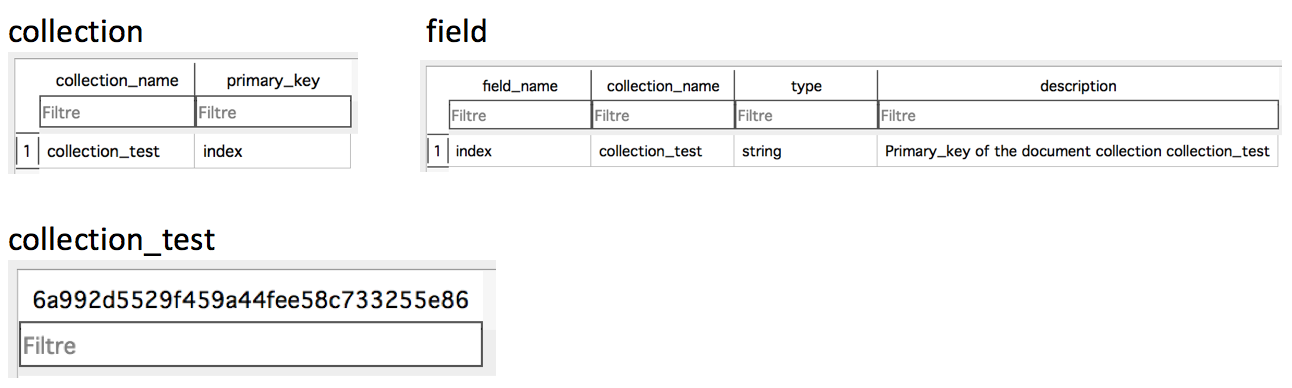 collection
field
collection_name primary_key
Filtre Filtre
1 collection_test index
field_name collection_name type description
Filtre Filtre Filtre Filtre
1 index collection_test string Primary_key of the document collection collection_test
collection_test
6a992d5529f459a44fee58c733255e86
Filtre